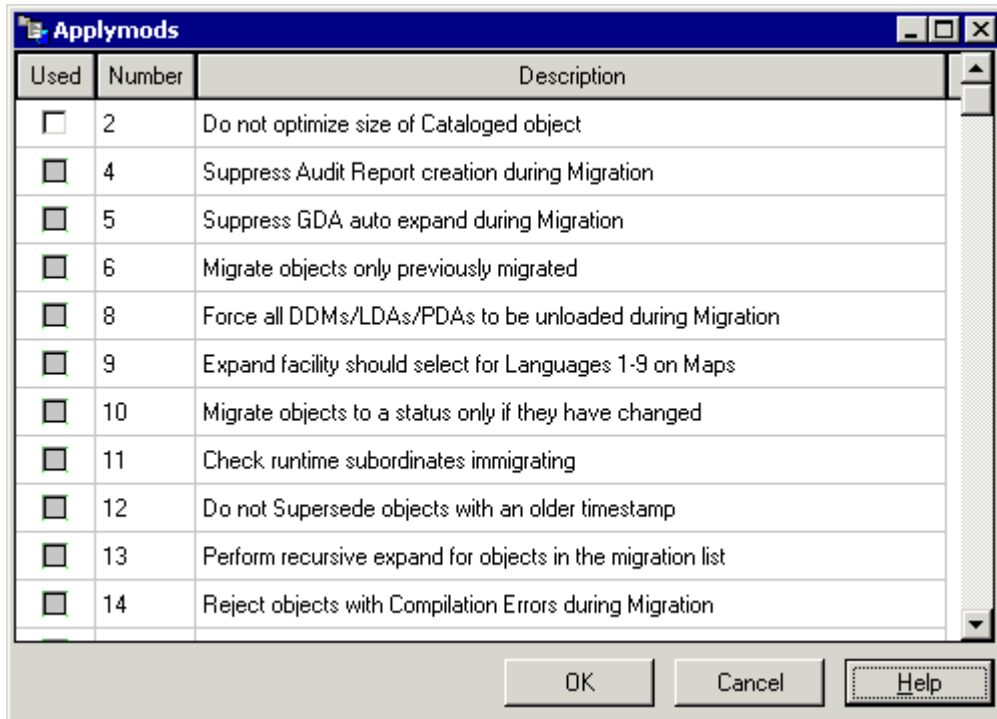 Applymods
Used Number Description
2 Do not optimize size of Cataloged object
4 Suppress Audit Report creation during Migration
5 Suppress GDA auto expand during Migration
6 Migrate objects only previously migrated
8 Force all DDMs/LDAs/PDAs to be unloaded during Migration
9 Expand facility should select for Languages 1-9 on Maps
10 Migrate objects to a status only if they have changed
11 Check runtime subordinates immigrating
12 Do not Supersede objects with an older timestamp
13 Perform recursive expand for objects in the migration list
14 Reject objects with Compilation Errors during Migration
OK Cancel Help